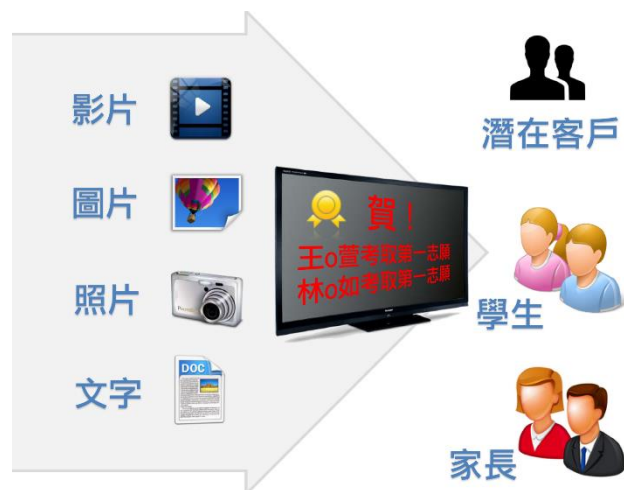 影片
圖片
照片
文字
DOC
賀！
王o萱考取第一志願
林o如考取第一志願
潛在客戶
學生
家長